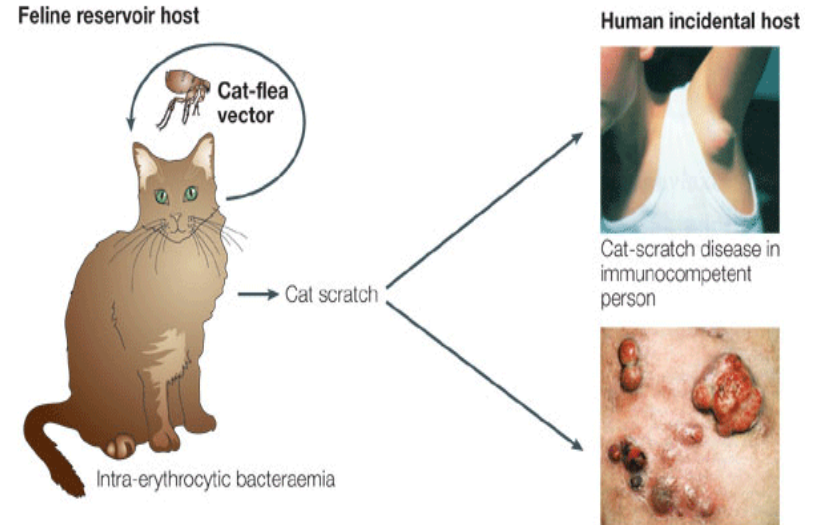 Feline reservoir host
Human incidental host
Cat-flea
vector
Cat scratch
Cat-scratch disease in
immunocompetent
person
Intra-erythrocytic bacteraemia